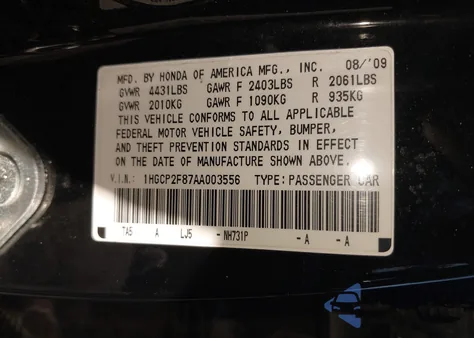 MFD. BY HONDA OF AMERICA MFG., INC. 08/'09
GVWR 4431LBS GAWR F 2403LBS R 2061LBS
GVWR 2010KG GAWR F 1090KG R 935KG
THIS VEHICLE CONFORMS TO ALL APPLICABLE
FEDERAL MOTOR VEHICLE SAFETY, BUMPER,
AND THEFT PREVENTION STANDARDS IN EFFECT
ON THE DATE OF MANUFACTURE SHOWN ABOVE.
V.I.N.: 1HGCP2F87AA003556 TYPE: PASSENGER CAR
TA5 A LJ5 - NH731P - A - A